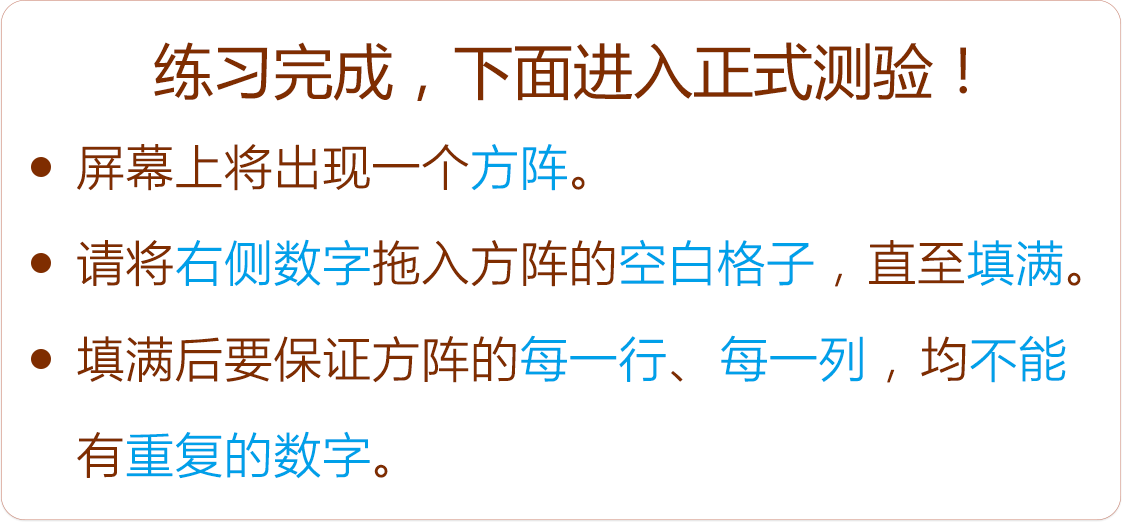 练习完成，下面进入正式测验！
● 屏幕上将出现一个方阵。
● 请将右侧数字拖入方阵的空白格子，直至填满。
● 填满后要保证方阵的每一行、每一列，均不能
有重复的数字。